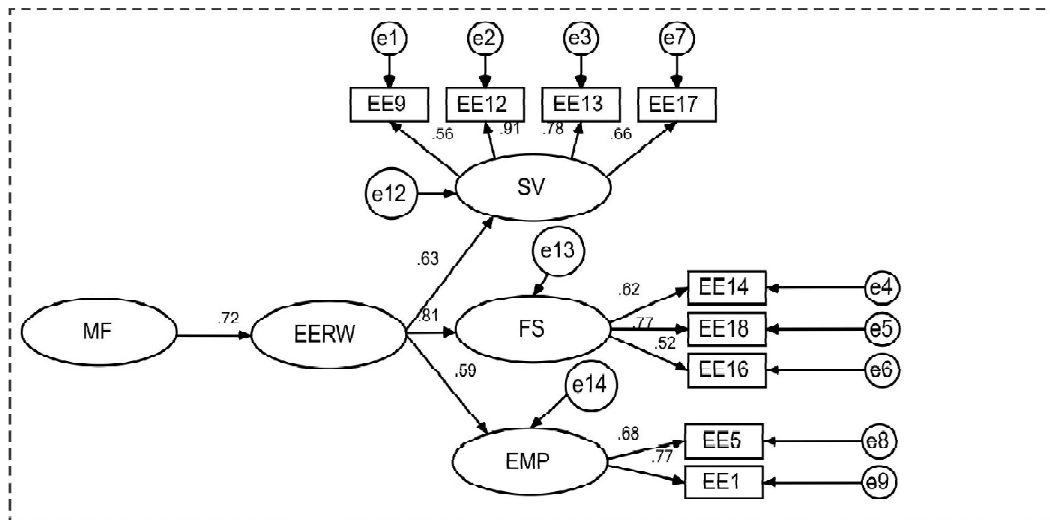 e1 e2 e3 e7
EE9 EE12 EE13 EE17
.56 .91 .78 .66
SV
e12
.63
e13
MF .72 EERW .81 FS
.62 EE14 e4
.77 EE18 e5
.52 EE16 e6
.59
e14
EMP
.68 EE5 e8
.77 EE1 e9